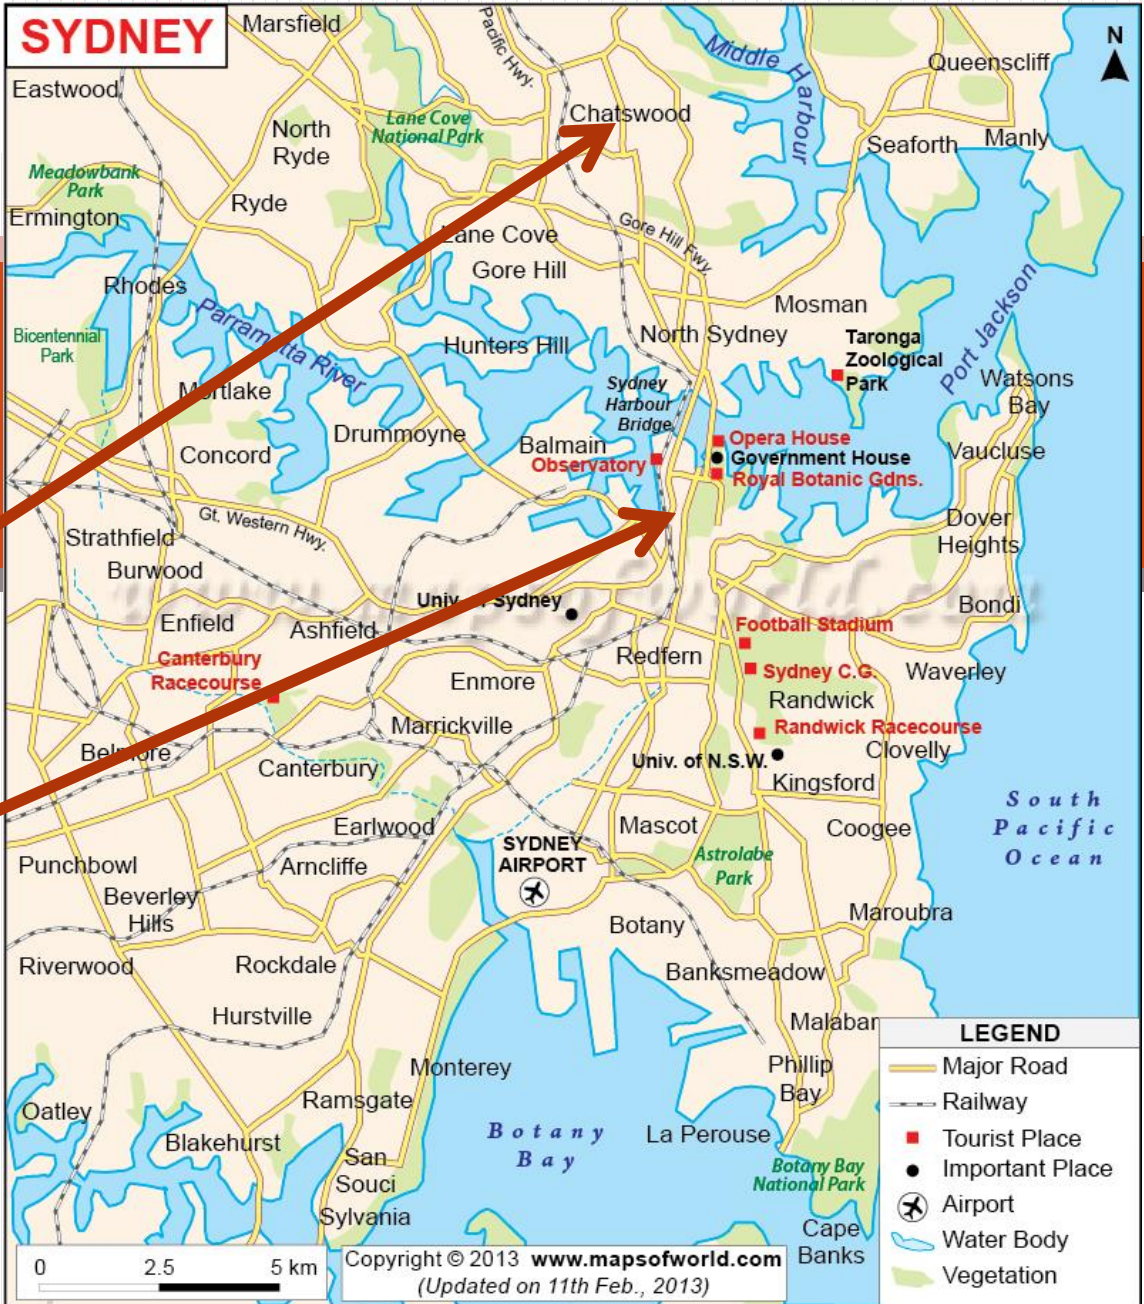 SYDNEY
Marsfield
Pacific Hwy.
Middle Harbour
N
Queenscliff
Eastwood
Chatswood
Lane Cove
National Park
North
Ryde
Seaforth
Manly
Meadowbank
Park
Ryde
Ermington
Lane Cove
Gore Hill Fwy.
Gore Hill
Rhodes
Parramatta River
Mosman
Port Jackson
Bicentennial
Park
North Sydney
Taronga
Zoological
Park
Hunters Hill
Watsons
Bay
Sydney
Harbour
Bridge
Mortlake
Drummoyne
Balmain
Opera House
Concord
Observatory
Government House
Vaucluse
Royal Botanic Gdns.
Gt. Western Hwy.
Dover
Heights
Strathfield
Burwood
www.mapsofworld.com
Univ. of Sydney
Bondi
Enfield
Ashfield
Football Stadium
Canterbury
Racecourse
Redfern
Sydney C.G.
Waverley
Enmore
Randwick
Marrickville
Randwick Racecourse
Belmore
Canterbury
Univ. of N.S.W.
Clovelly
Kingsford
South
Pacific
Ocean
Earlwood
Mascot
Coogee
SYDNEY
AIRPORT
Punchbowl
Arncliffe
Astrolabe
Park
Beverley
Hills
Maroubra
Botany
Riverwood
Rockdale
Banksmeadow
Hurstville
Malabar
LEGEND
Monterey
Phillip
Bay
Major Road
Oatley
Ramsgate
Railway
Blakehurst
Botany
Bay
La Perouse
Tourist Place
San
Souci
Botany Bay
National Park
Important Place
Sylvania
Airport
Cape
Banks
Water Body
Vegetation
0 2.5 5 km
Copyright © 2013 www.mapsofworld.com
(Updated on 11th Feb., 2013)